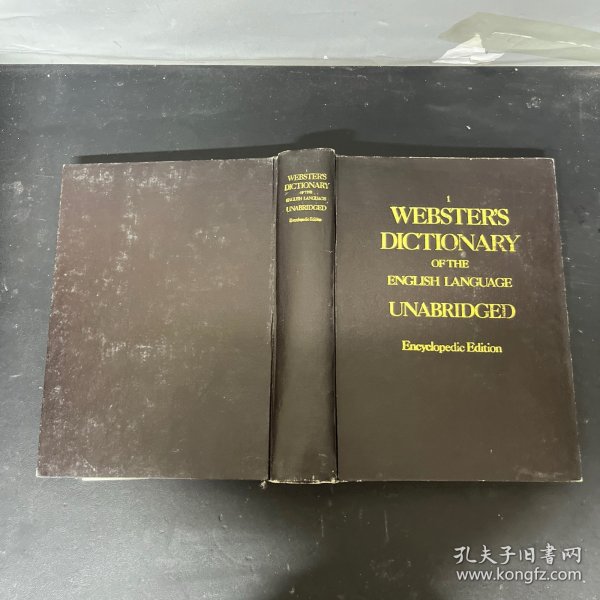 WEBSTER'S
DICTIONARY
OF THE
ENGLISH LANGUAGE
UNABRIDGED
Encyclopedic Edition
1
WEBSTER'S
DICTIONARY
OF THE
ENGLISH LANGUAGE
UNABRIDGED
Encyclopedic Edition
孔夫子旧书网
www.kongfz.com